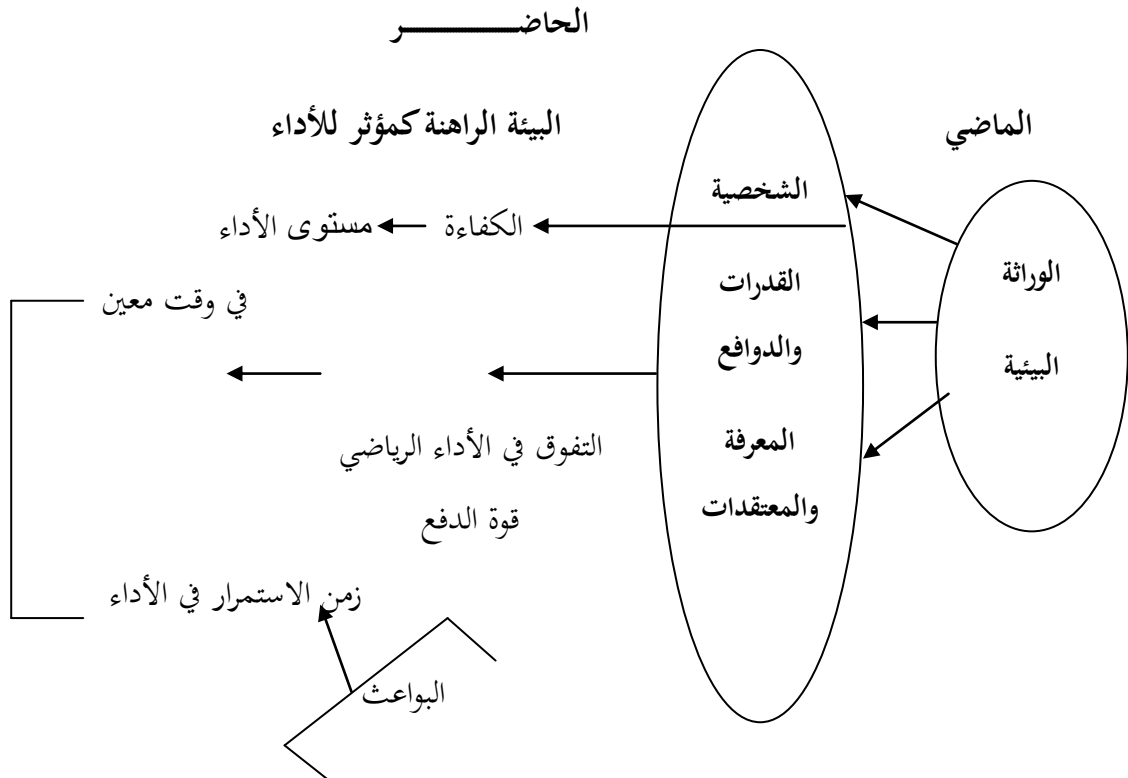 الحاضـــــــــر
الماضي
البيئة الراهنة كمؤثر للأداء
الوراثة
البيئية
الشخصية
القدرات
والدوافع
المعرفة
والمعتقدات
الكفاءة
مستوى الأداء
في وقت معين
التفوق في الأداء الرياضي
قوة الدفع
زمن الاستمرار في الأداء
البواعث